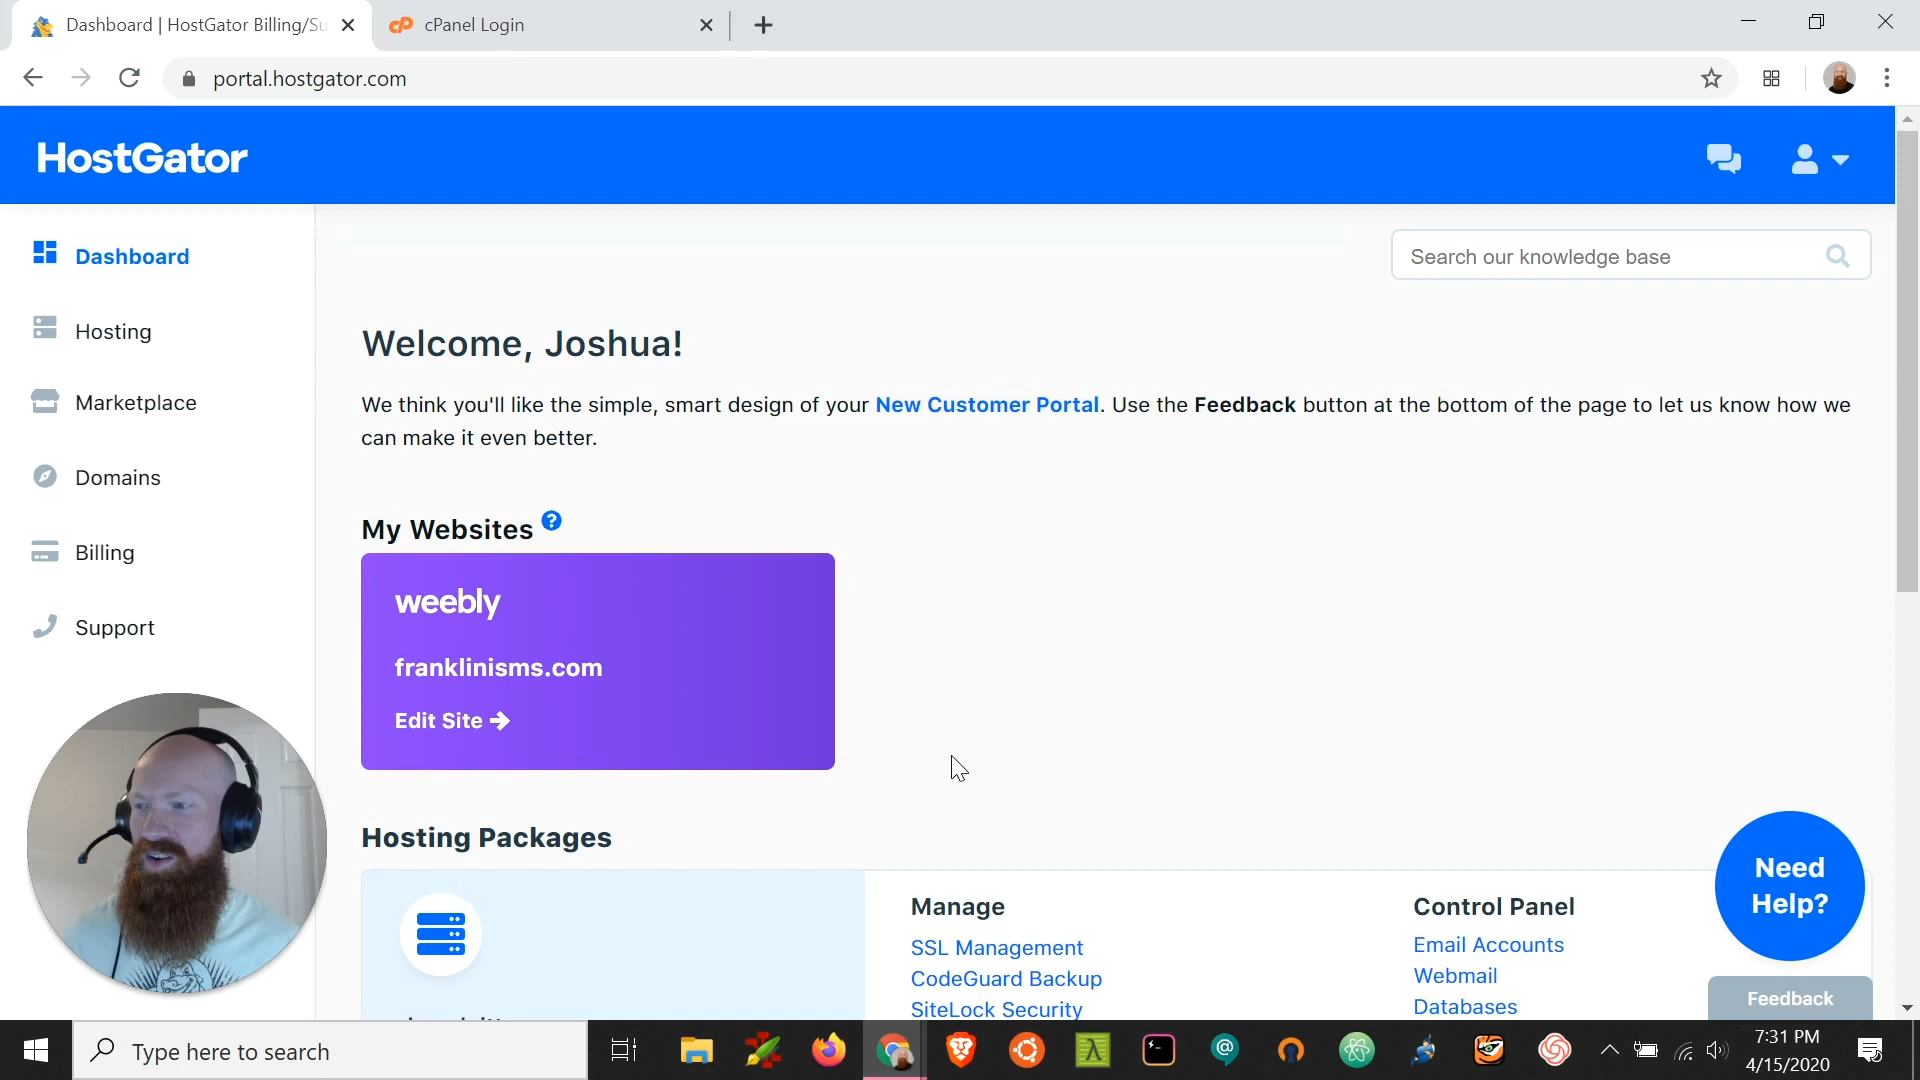 Dashboard | HostGator Billing/Su
cPanel Login
portal.hostgator.com
HostGator
Dashboard
Hosting
Marketplace
Domains
Billing
Support
Search our knowledge base
Welcome, Joshua!
We think you'll like the simple, smart design of your New Customer Portal. Use the Feedback button at the bottom of the page to let us know how we
can make it even better.
My Websites ?
weebly
franklinisms.com
Edit Site →
Hosting Packages
Manage
SSL Management
CodeGuard Backup
SiteLock Security
Control Panel
Email Accounts
Webmail
Databases
Need
Help?
Feedback
Type here to search
7:31 PM
4/15/2020